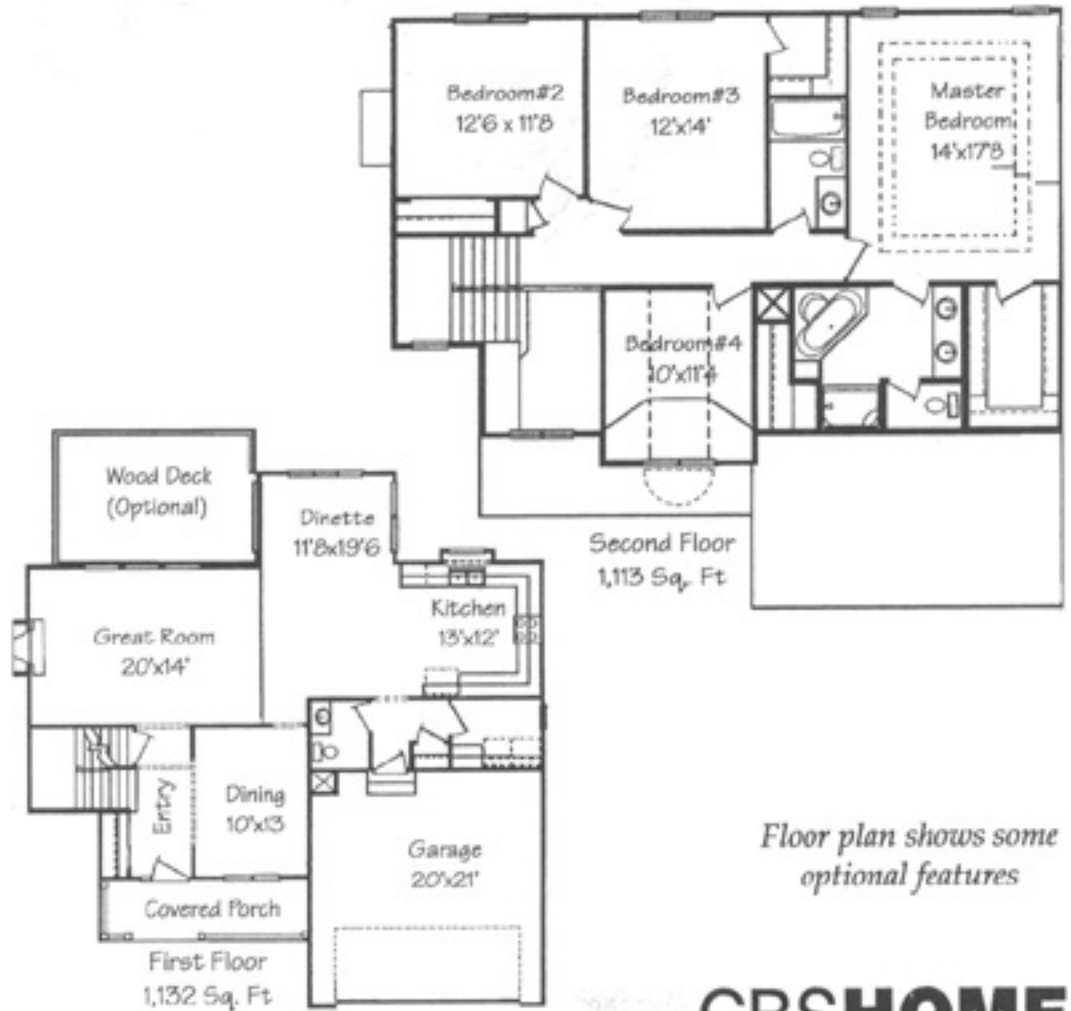 Bedroom#2
12'6 x 11'8
Bedroom#3
12'x14'
Master
Bedroom
14'x17'8
Bedroom#4
10'x11'4
Second Floor
1,113 Sq. Ft
Wood Deck
(Optional)
Dinette
11'8x19'6
Kitchen
13'x12'
Great Room
20'x14'
Entry
Dining
10'x13
Garage
20'x21'
Covered Porch
First Floor
1,132 Sq. Ft
Floor plan shows some
optional features
CBSHOME